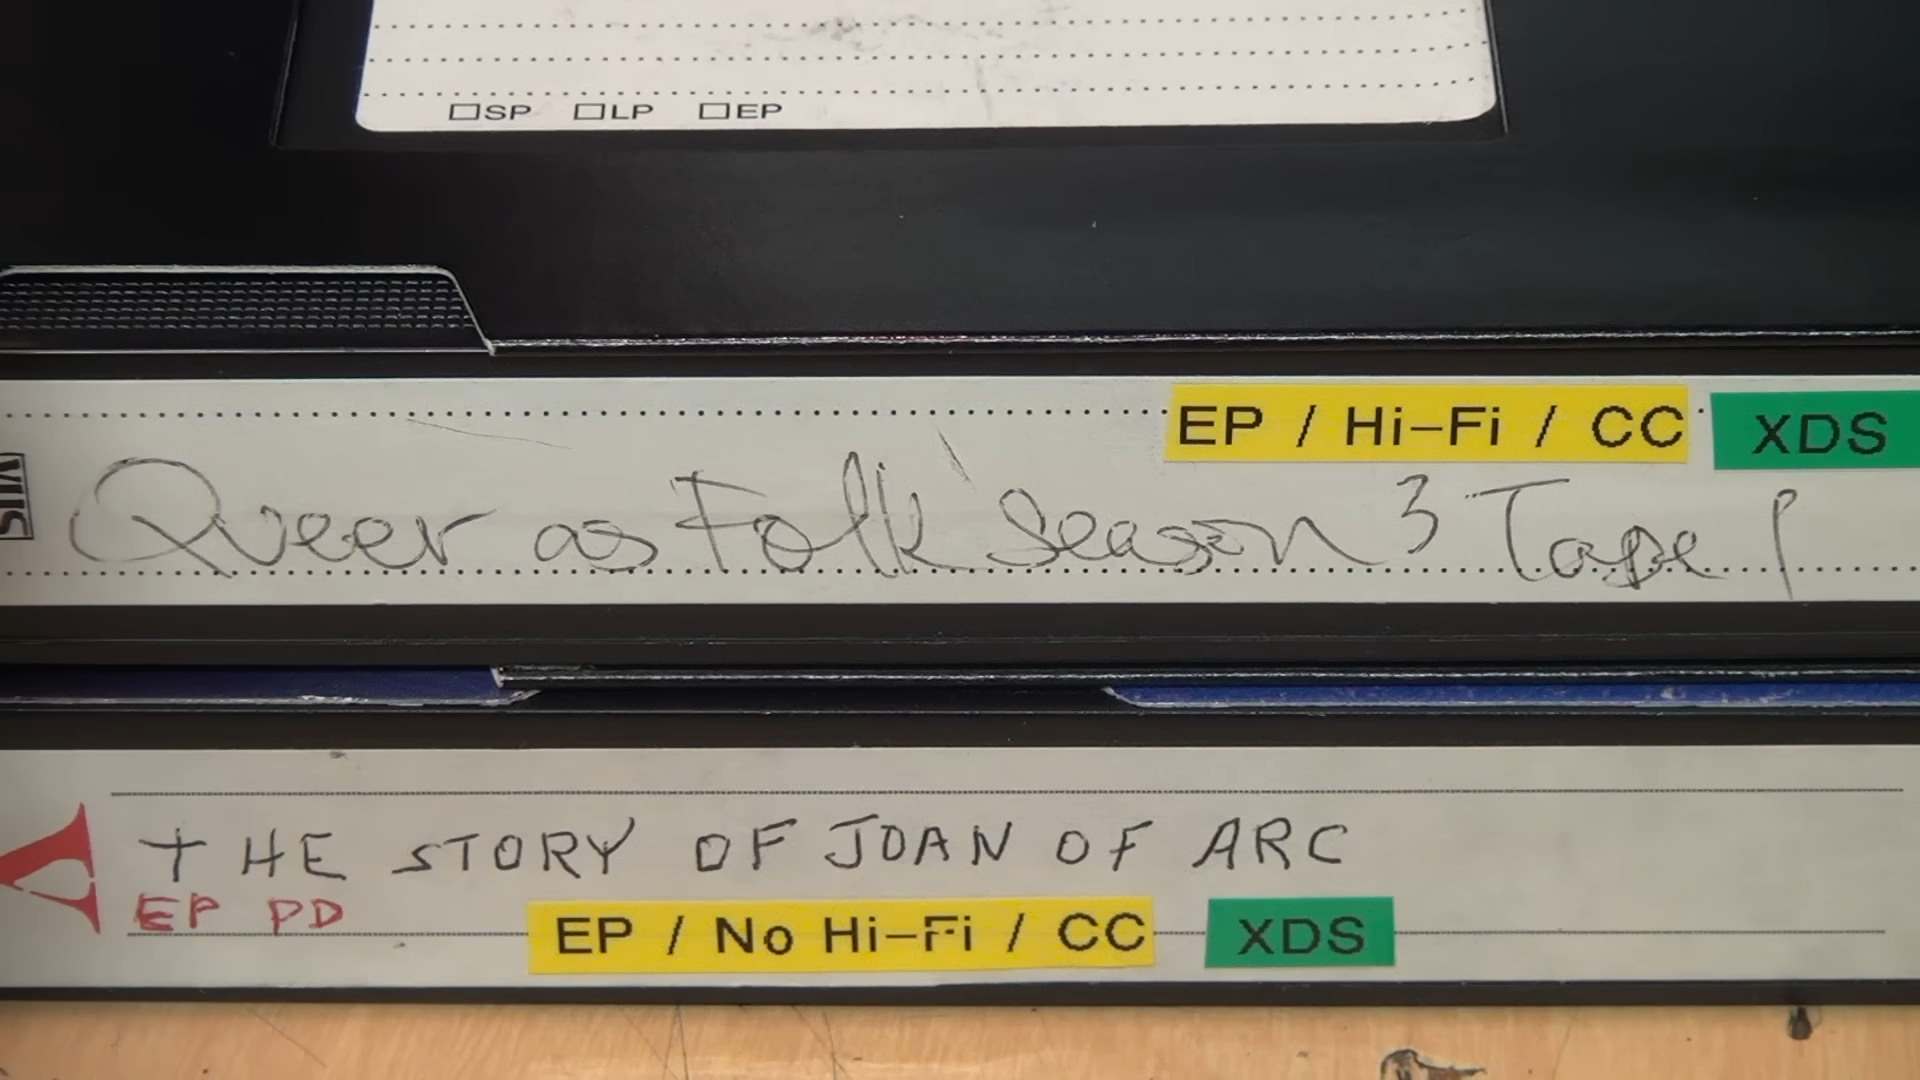 ☐SP ☐LP ☐EP
EP / Hi-Fi / CC XDS
VHS Queer as Folk Season 3 Tape 1
THE STORY OF JOAN OF ARC
EP PD
EP / No Hi-Fi / CC XDS